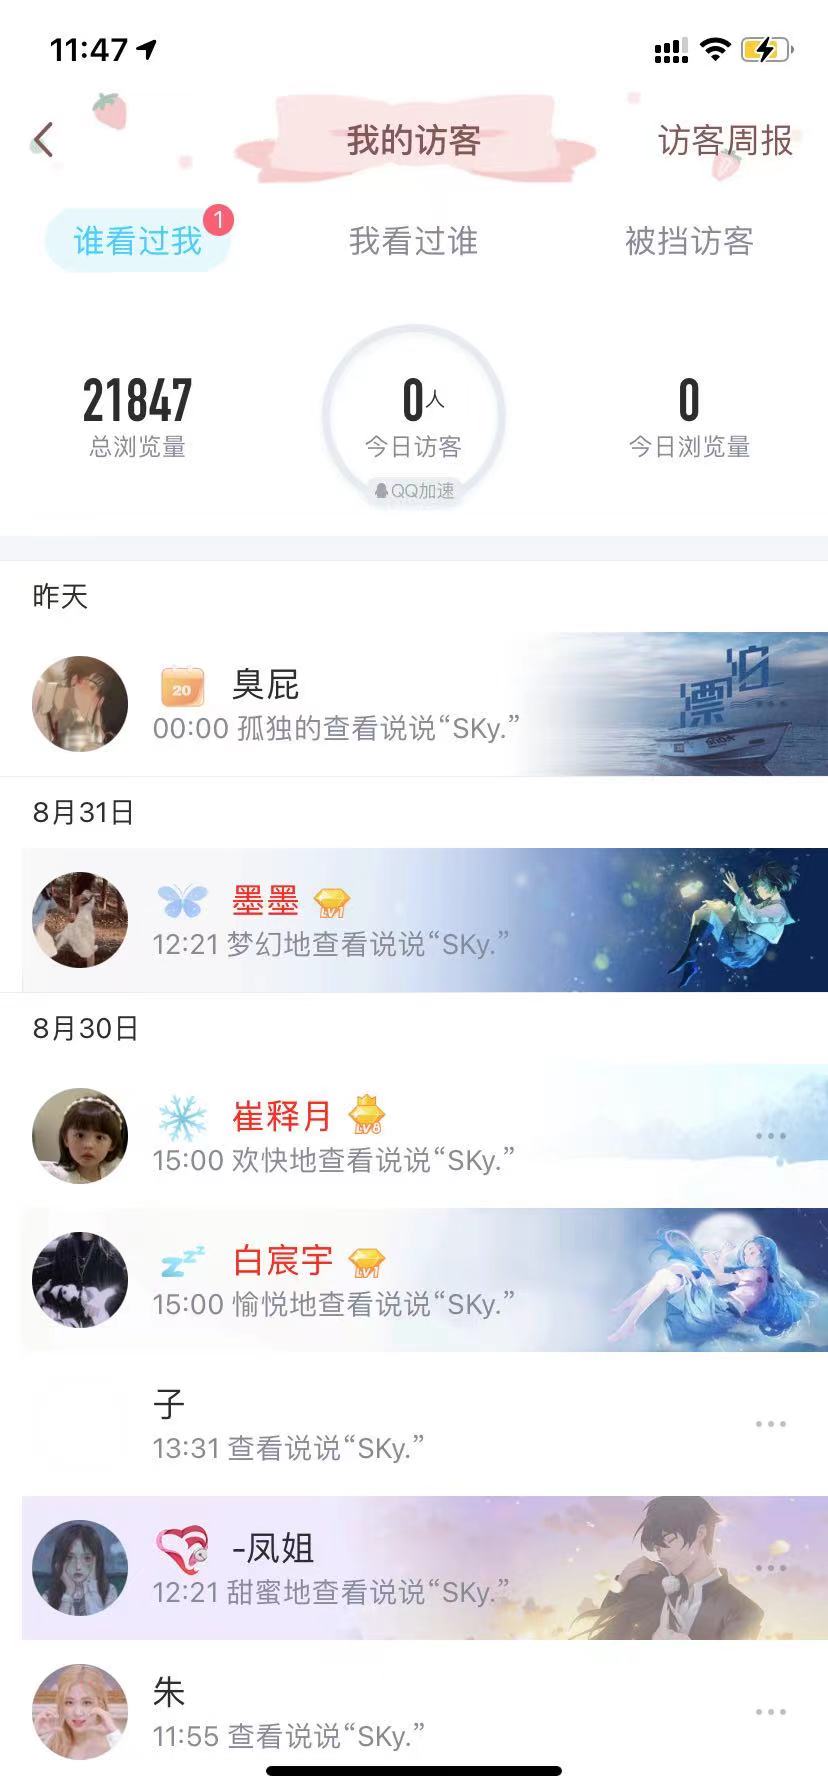 11:47
我的访客
访客周报
谁看过我
1
我看过谁
被挡访客
21847
总浏览量
0人
今日访客
QQ加速
0
今日浏览量
昨天
20
臭屁
00:00 孤独的查看说说“SKy.”
漂泊
8月31日
墨墨
LV1
12:21 梦幻地查看说说“SKy.”
8月30日
崔释月
LV8
15:00 欢快地查看说说“SKy.”
白宸宇
LV1
15:00 愉悦地查看说说“SKy.”
子
13:31 查看说说“SKy.”
-凤姐
12:21 甜蜜地查看说说“SKy.”
朱
11:55 查看说说“SKy.”